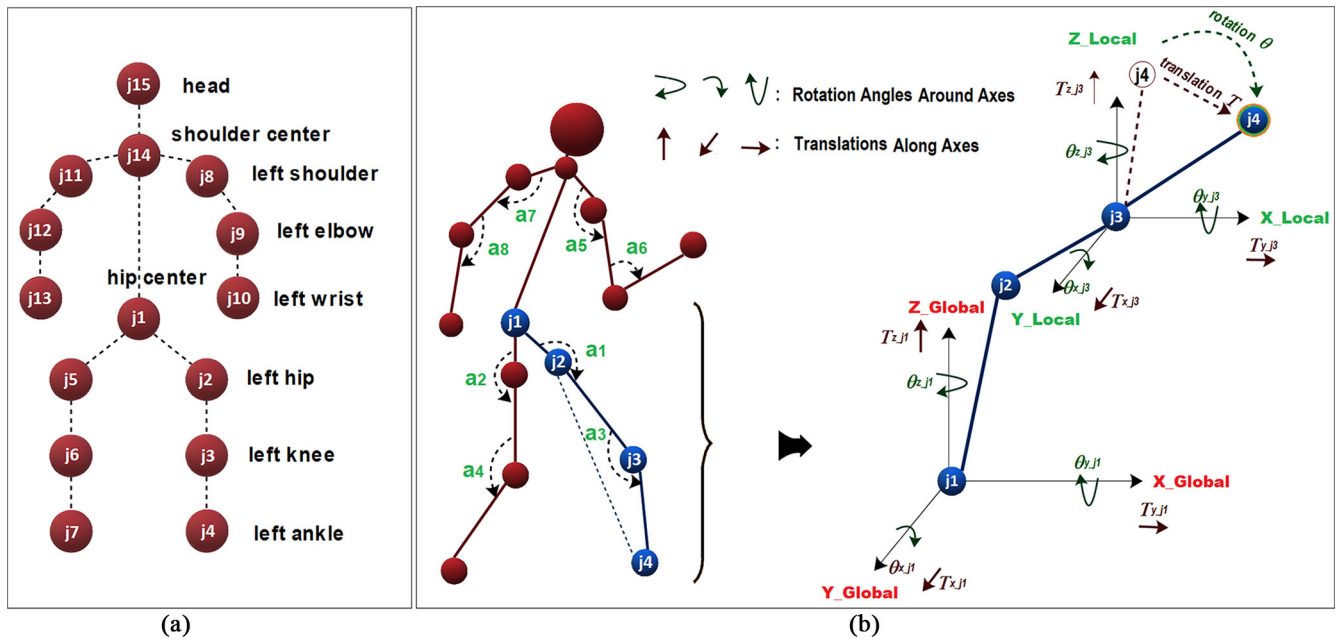 j15 head
shoulder center
j14
j11 j8 left shoulder
j12 j9 left elbow
hip center
j13 j10 left wrist
j1
j5 j2 left hip
j6 j3 left knee
j7 j4 left ankle
(a)
a7
a8 a5 a6
j1
a1
a2 j2
a3
a4 j3
j4
: Rotation Angles Around Axes
: Translations Along Axes
Z_Local rotation θ
j4 translation T
Tz_j3
j4
θz_j3
θy_j3
j3 X_Local
Ty_j3
j2 θx_j3 Tx_j3
Z_Global Y_Local
Tz_j1
θz_j1
θy_j1
j1 X_Global
Ty_j1
θx_j1 Tx_j1
Y_Global
(b)